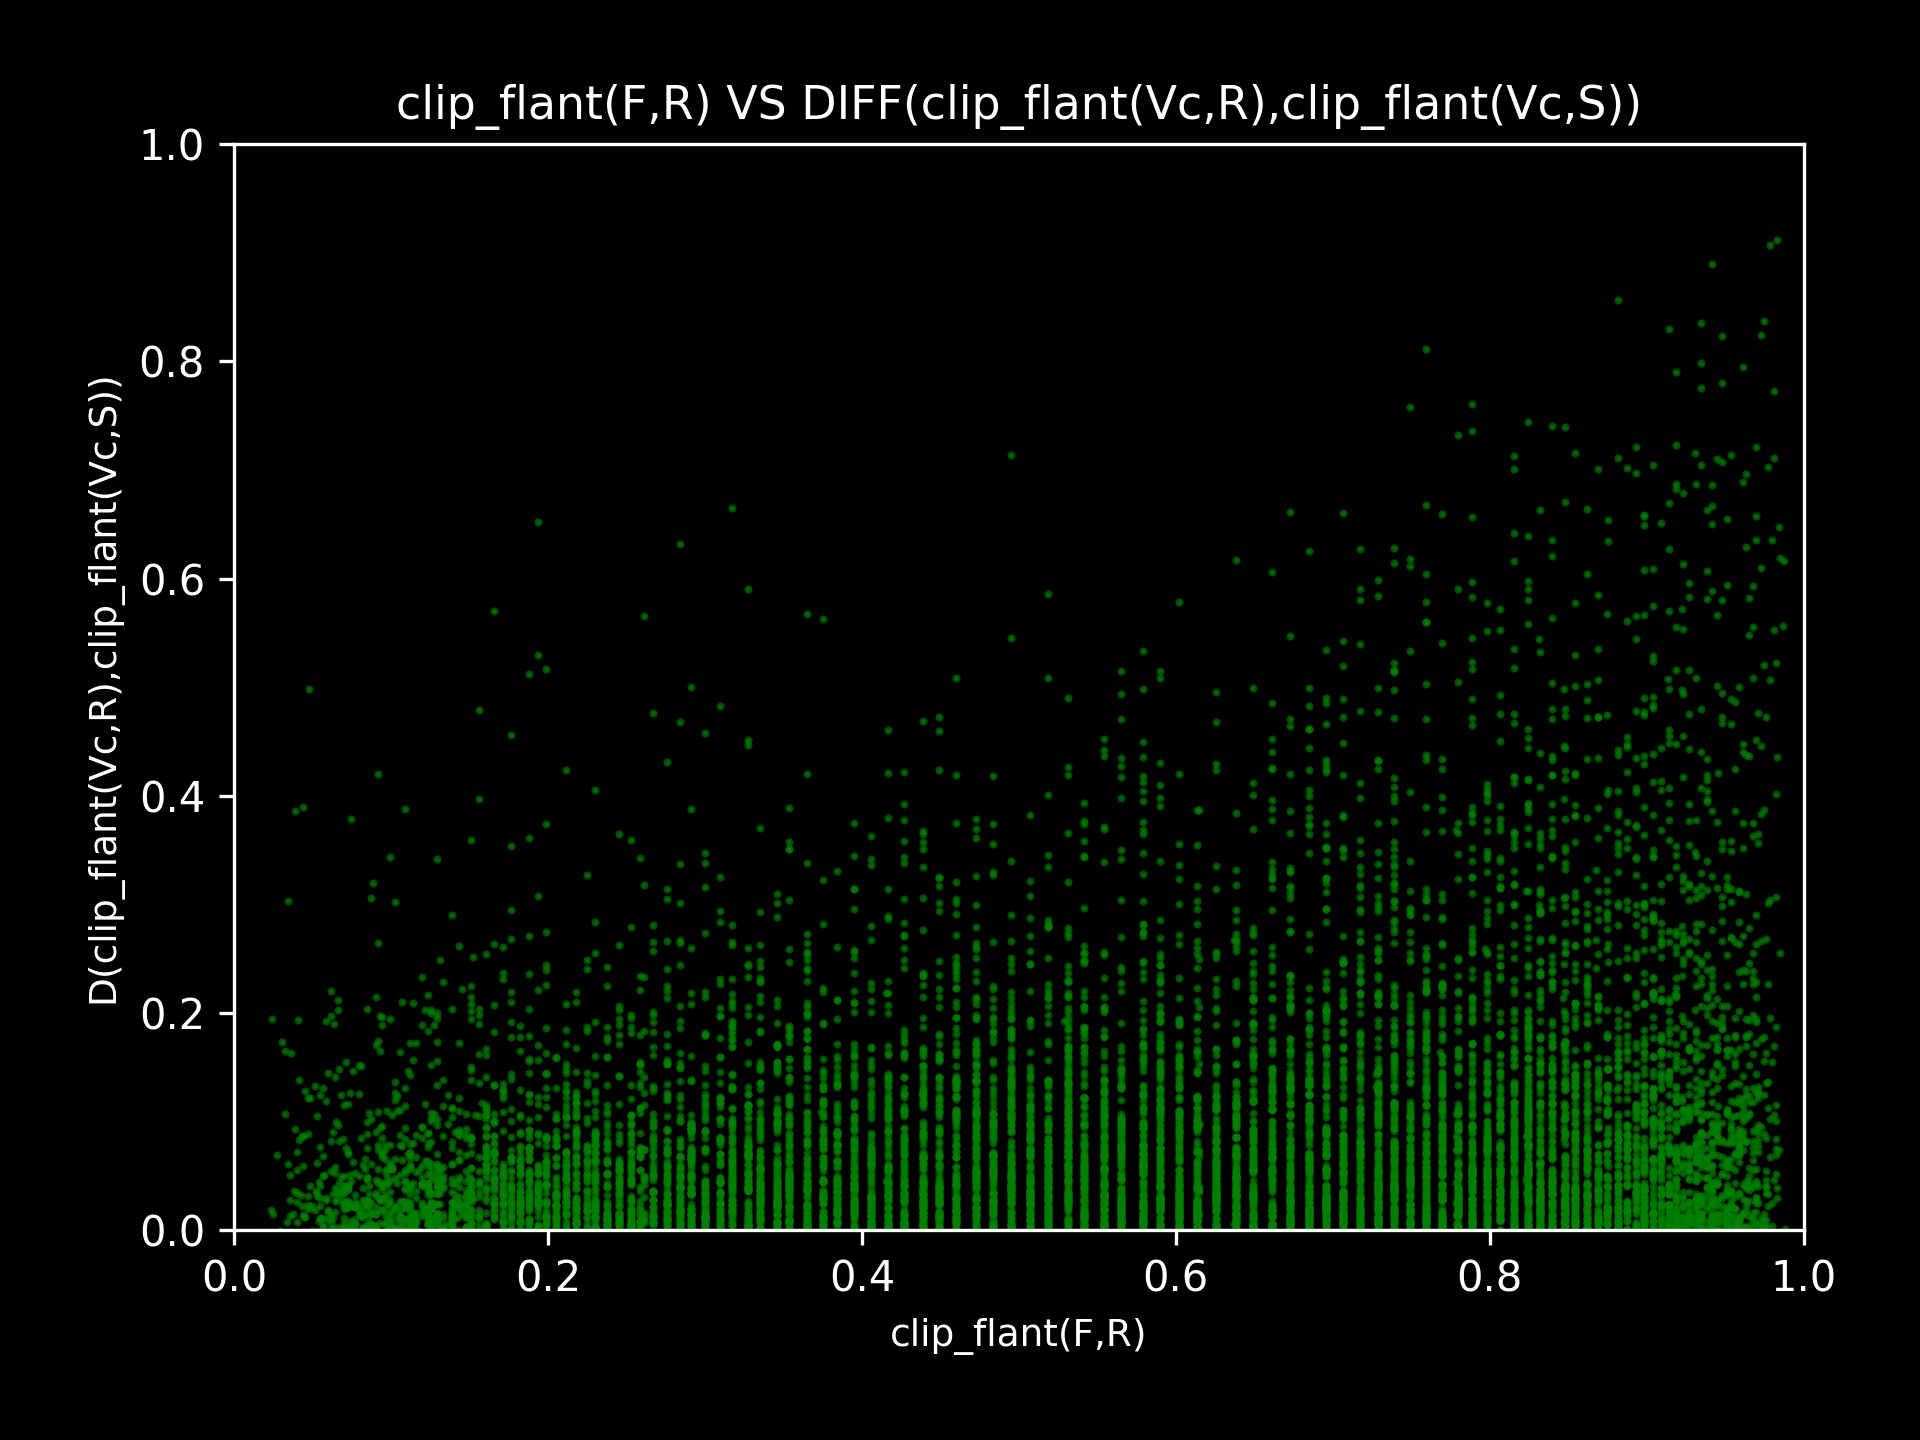 clip_flant(F,R) VS DIFF(clip_flant(Vc,R),clip_flant(Vc,S))
1.0
0.8
0.6
0.4
0.2
0.0
D(clip_flant(Vc,R),clip_flant(Vc,S))
0.0 0.2 0.4 0.6 0.8 1.0
clip_flant(F,R)